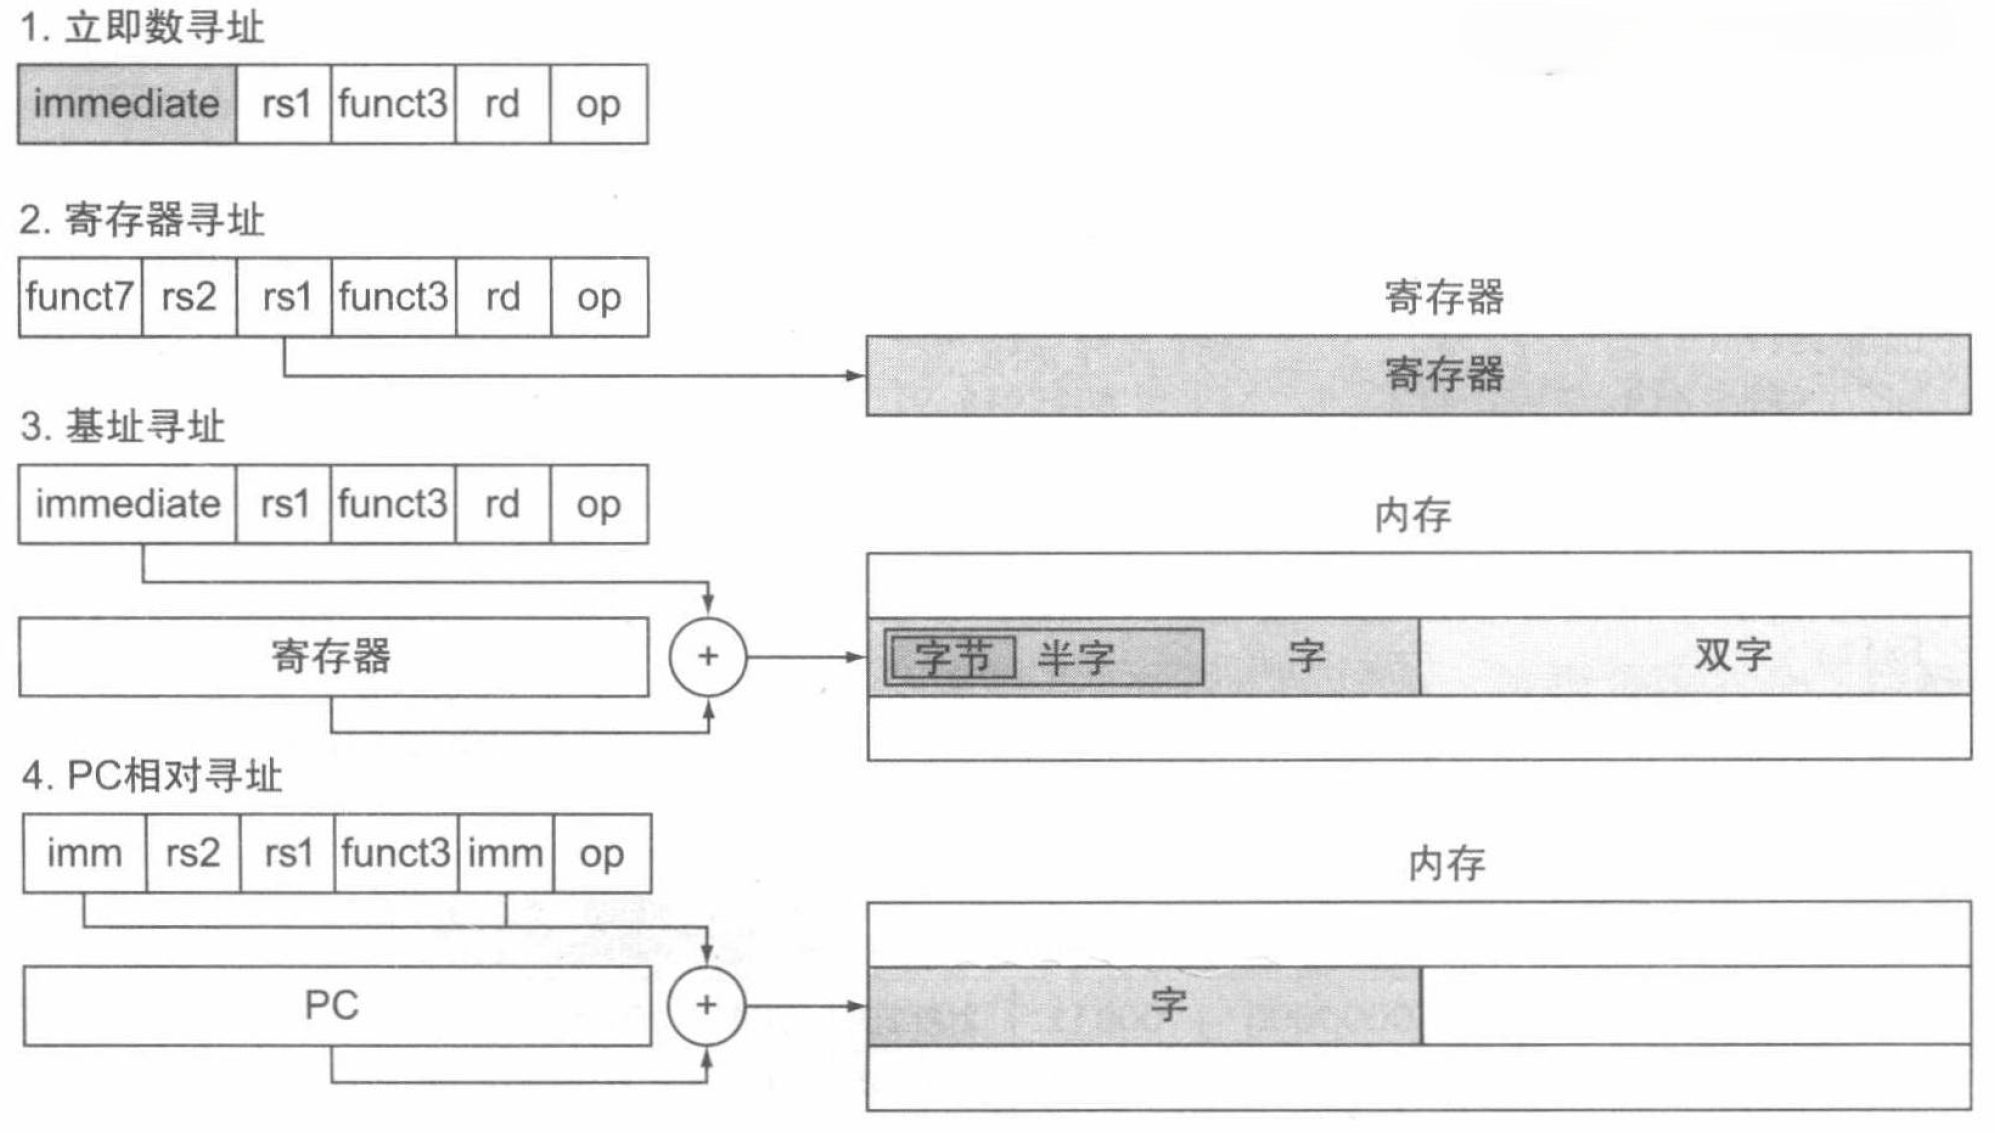 1. 立即数寻址
immediate rs1 funct3 rd op
2. 寄存器寻址
funct7 rs2 rs1 funct3 rd op
寄存器
寄存器
3. 基址寻址
immediate rs1 funct3 rd op
内存
寄存器 + 字节 半字 字 双字
4. PC相对寻址
imm rs2 rs1 funct3 imm op
内存
PC + 字